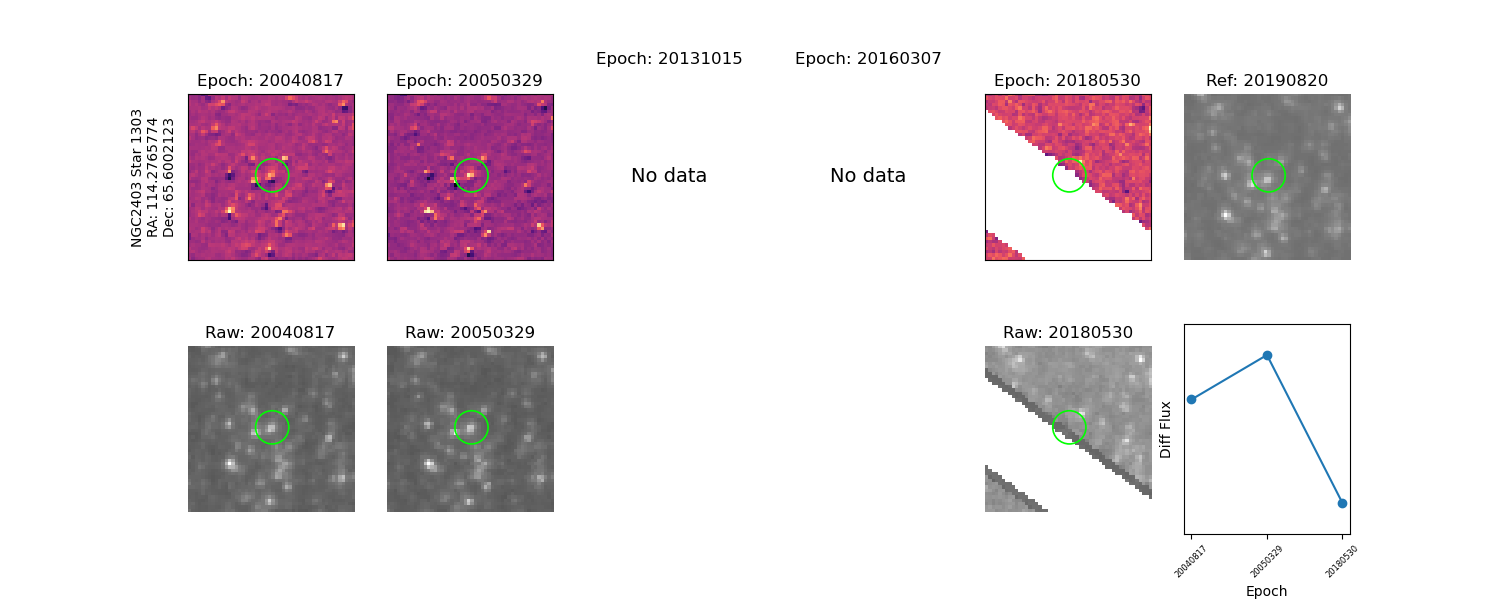 NGC2403 Star 1303
RA: 114.2765774
Dec: 65.6002123
Epoch: 20040817
Epoch: 20050329
Epoch: 20131015
No data
Epoch: 20160307
No data
Epoch: 20180530
Ref: 20190820
Raw: 20040817
Raw: 20050329
Raw: 20180530
Diff Flux
20040817
20050329
20180530
Epoch